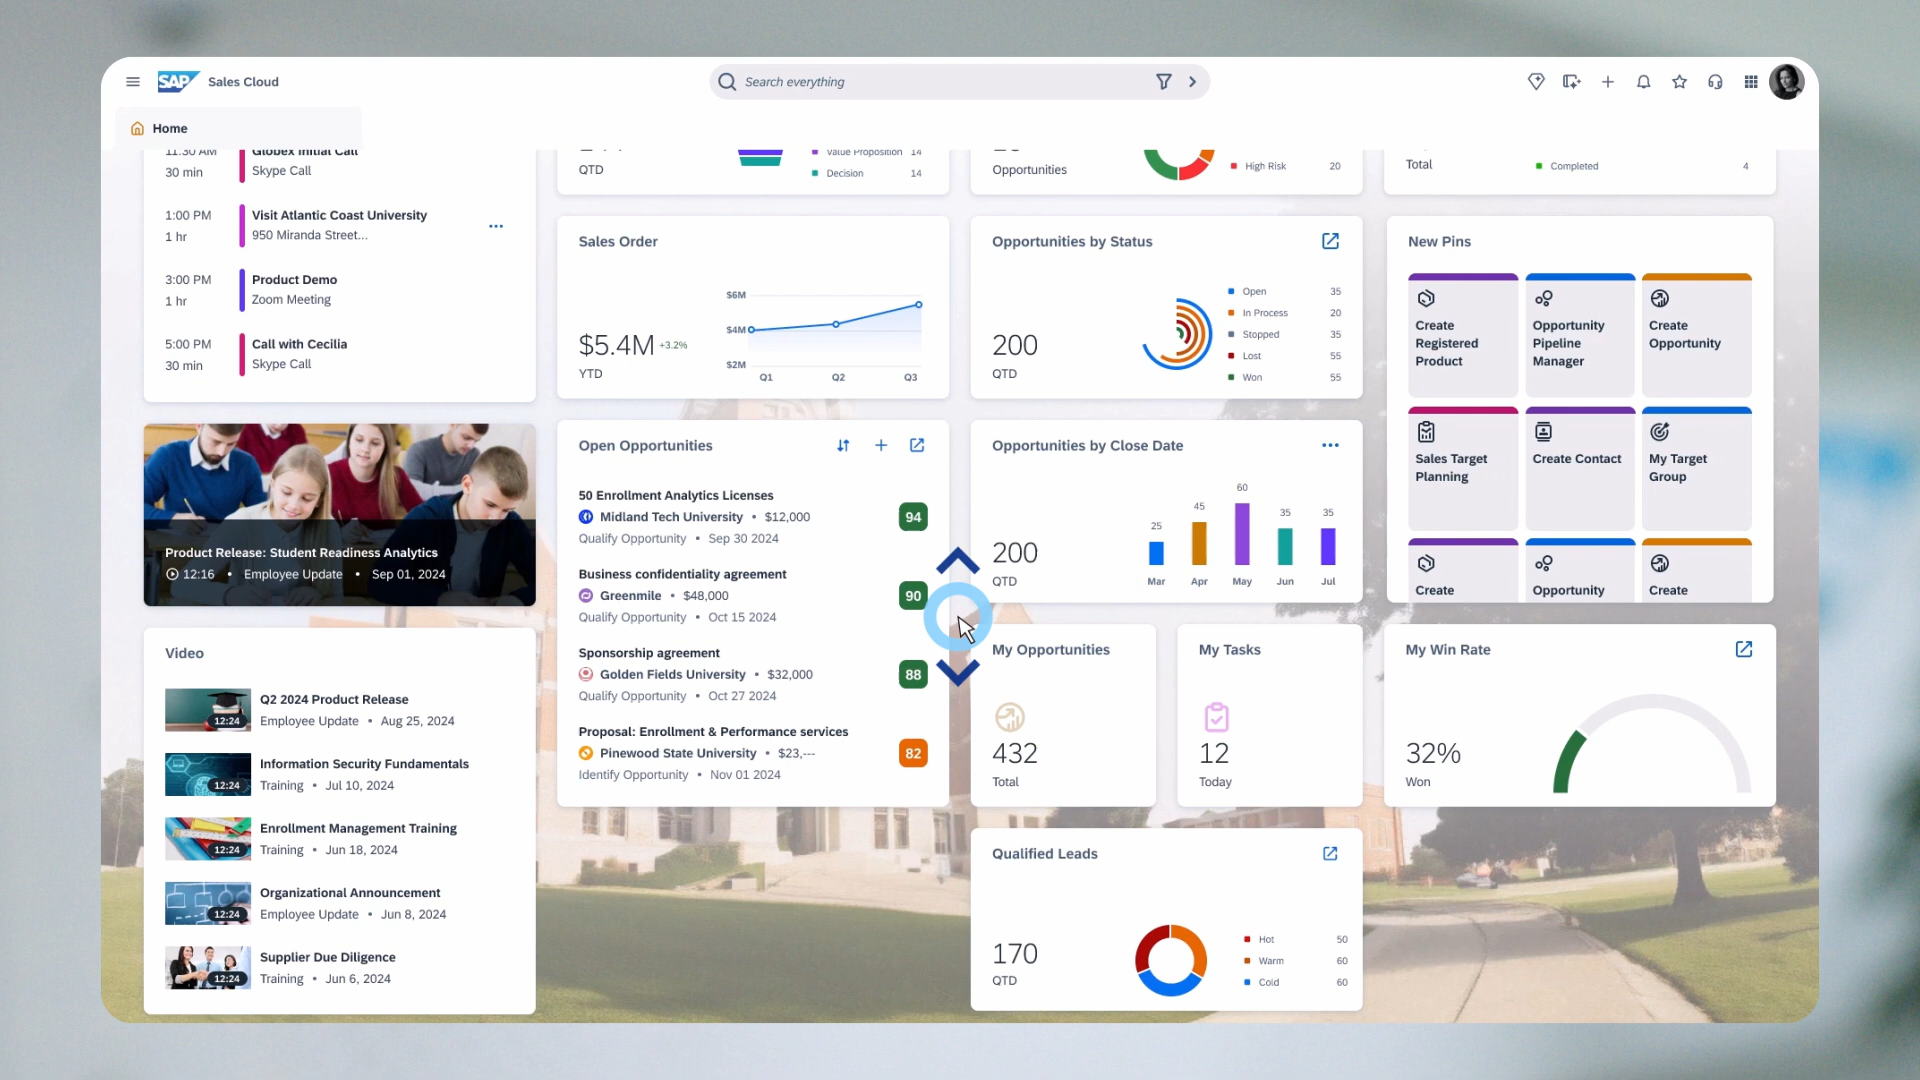 SAP
Sales Cloud
Search everything
Home
11:30 AM
Globex Initial Call
30 min
Skype Call
1:00 PM
Visit Atlantic Coast University
1 hr
950 Miranda Street...
3:00 PM
Product Demo
1 hr
Zoom Meeting
5:00 PM
Call with Cecilia
30 min
Skype Call
Product Release: Student Readiness Analytics
12:16 • Employee Update • Sep 01, 2024
Video
12:24
Q2 2024 Product Release
Employee Update • Aug 25, 2024
12:24
Information Security Fundamentals
Training • Jul 10, 2024
12:24
Enrollment Management Training
Training • Jun 18, 2024
12:24
Organizational Announcement
Employee Update • Jun 8, 2024
12:24
Supplier Due Diligence
Training • Jun 6, 2024
QTD
Value Proposition 14
Decision 14
Sales Order
$5.4M +3.2%
YTD
$6M
$4M
$2M
Q1 Q2 Q3
Open Opportunities
50 Enrollment Analytics Licenses
Midland Tech University • $12,000
Qualify Opportunity • Sep 30 2024
94
Business confidentiality agreement
Greenmile • $48,000
Qualify Opportunity • Oct 15 2024
90
Sponsorship agreement
Golden Fields University • $32,000
Qualify Opportunity • Oct 27 2024
88
Proposal: Enrollment & Performance services
Pinewood State University • $23,---
Identify Opportunity • Nov 01 2024
82
Opportunities
High Risk 20
Opportunities by Status
200
QTD
Open 35
In Process 20
Stopped 35
Lost 55
Won 55
Opportunities by Close Date
200
QTD
25 45 60 35 35
Mar Apr May Jun Jul
My Opportunities
432
Total
My Tasks
12
Today
Qualified Leads
170
QTD
Hot 50
Warm 60
Cold 60
Total
Completed 4
New Pins
Create
Registered
Product
Opportunity
Pipeline
Manager
Create
Opportunity
Sales Target
Planning
Create Contact
My Target
Group
Create
Opportunity
Create
My Win Rate
32%
Won